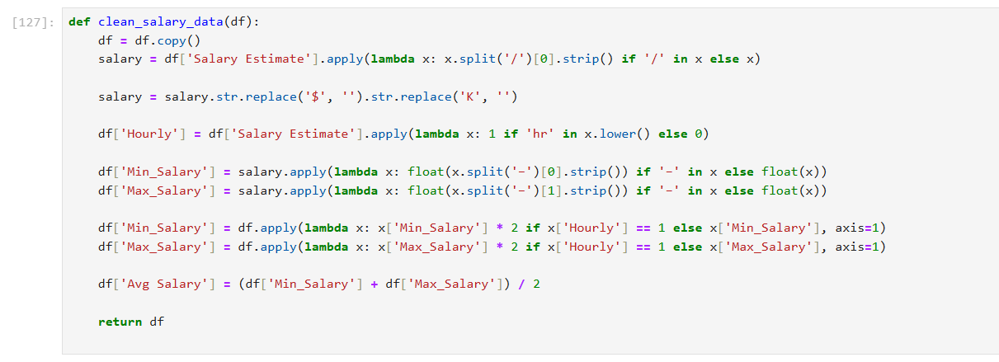 [127]:
def clean_salary_data(df):
    df = df.copy()
    salary = df['Salary Estimate'].apply(lambda x: x.split('/')[0].strip() if '/' in x else x)

    salary = salary.str.replace('$', '').str.replace('K', '')

    df['Hourly'] = df['Salary Estimate'].apply(lambda x: 1 if 'hr' in x.lower() else 0)

    df['Min_Salary'] = salary.apply(lambda x: float(x.split('–')[0].strip()) if '–' in x else float(x))
    df['Max_Salary'] = salary.apply(lambda x: float(x.split('–')[1].strip()) if '–' in x else float(x))

    df['Min_Salary'] = df.apply(lambda x: x['Min_Salary'] * 2 if x['Hourly'] == 1 else x['Min_Salary'], axis=1)
    df['Max_Salary'] = df.apply(lambda x: x['Max_Salary'] * 2 if x['Hourly'] == 1 else x['Max_Salary'], axis=1)

    df['Avg Salary'] = (df['Min_Salary'] + df['Max_Salary']) / 2

    return df